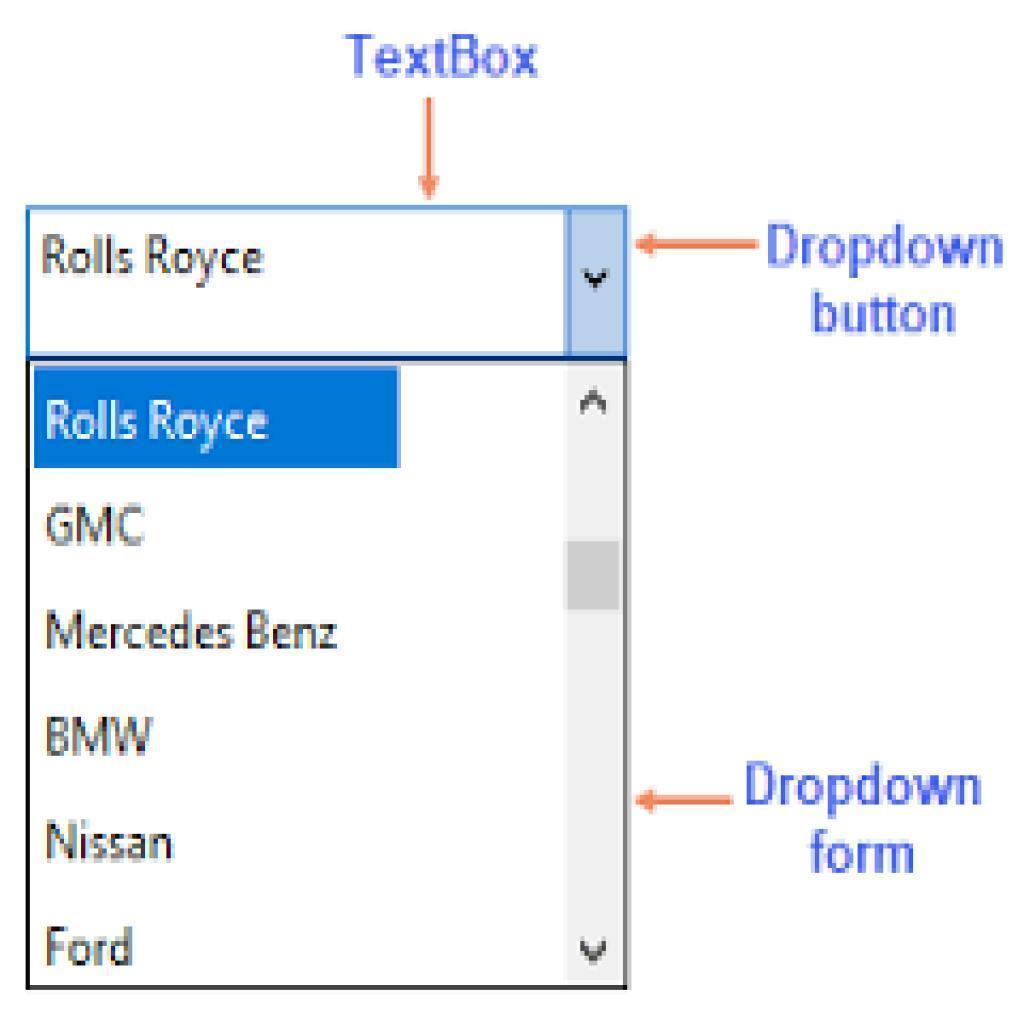 TextBox
Rolls Royce
Dropdown
button
Rolls Royce
GMC
Mercedes Benz
BMW
Nissan
Dropdown
form
Ford